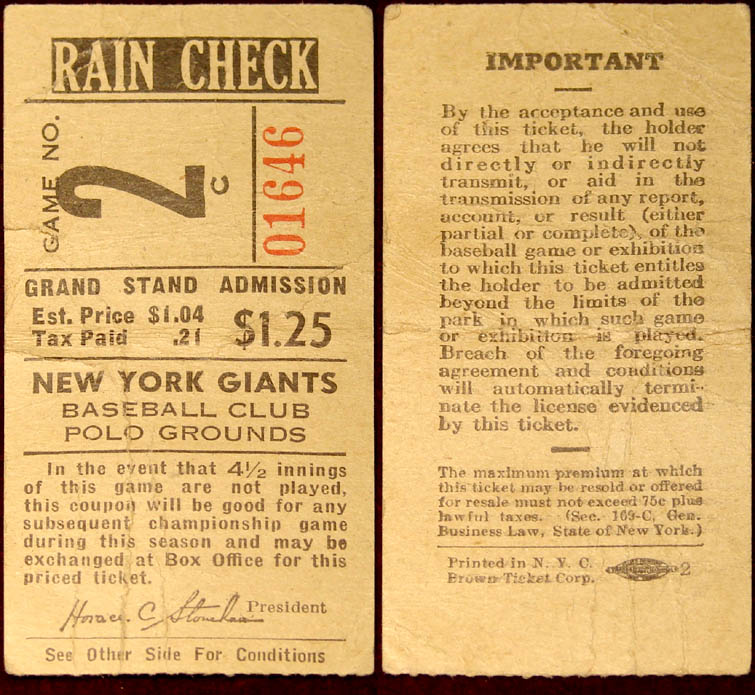 RAIN CHECK
GAME NO.
2
C
01646
GRAND STAND ADMISSION
Est. Price $1.04
Tax Paid .21
$1.25
NEW YORK GIANTS
BASEBALL CLUB
POLO GROUNDS
In the event that 4½ innings
of this game are not played,
this coupon will be good for any
subsequent championship game
during this season and may be
exchanged at Box Office for this
priced ticket.
Horace C Stoneham President
See Other Side For Conditions
IMPORTANT
By the acceptance and use
of this ticket, the holder
agrees that he will not
directly or indirectly
transmit, or aid in the
transmission of any report,
account, or result (either
partial or complete), of the
baseball game or exhibition
to which this ticket entitles
the holder to be admitted
beyond the limits of the
park in which such game
or exhibition is played.
Breach of the foregoing
agreement and conditions
will automatically termi-
nate the license evidenced
by this ticket.
The maximum premium at which
this ticket may be resold or offered
for resale must not exceed 75c plus
lawful taxes. (Sec. 169-C, Gen.
Business Law, State of New York.)
Printed in N. Y. C.
Brown Ticket Corp.
2